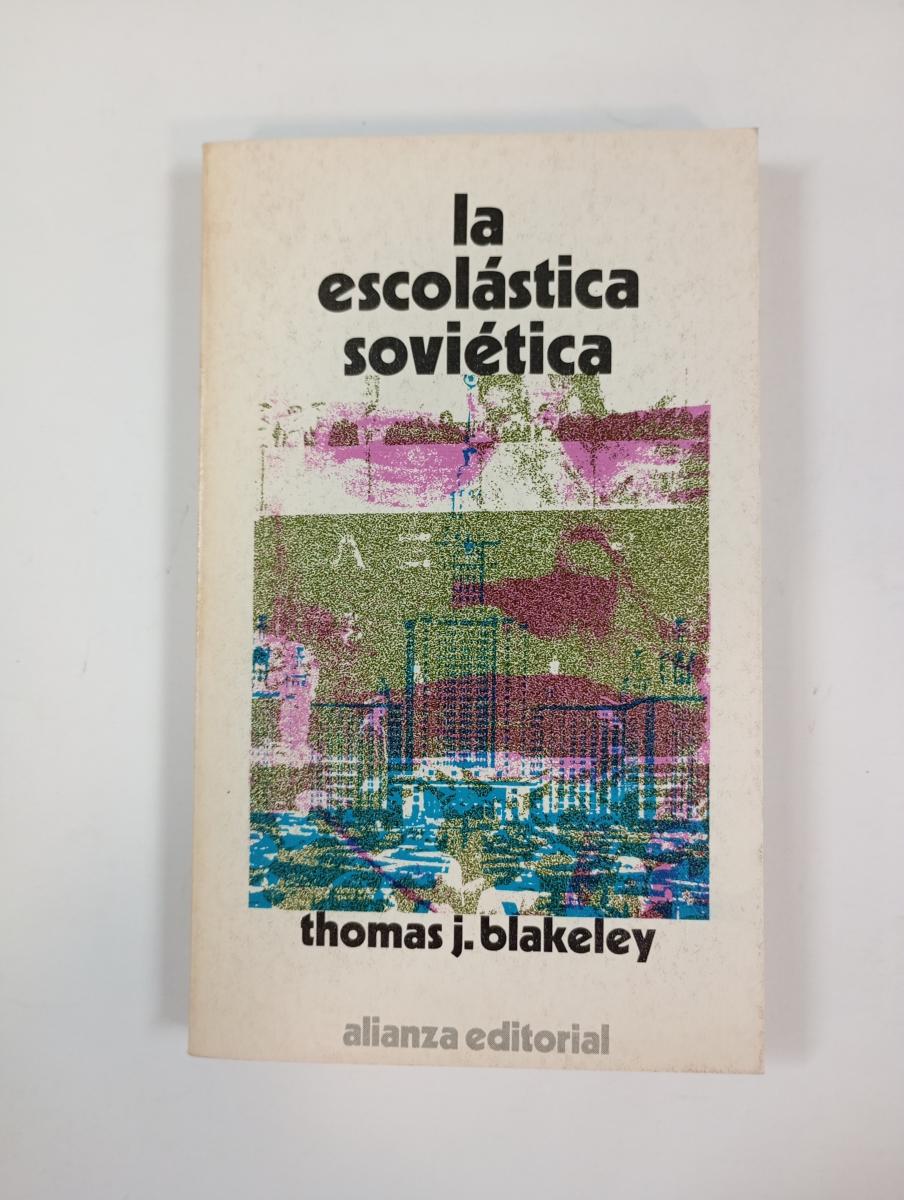 la
escolástica
soviética
thomas j. blakeley
alianza editorial